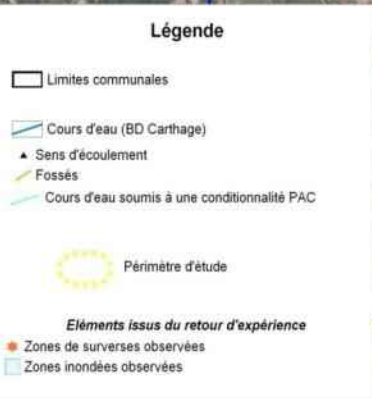 Légende
Limites communales
Cours d'eau (BD Carthage)
Sens d'écoulement
Fossés
Cours d'eau soumis à une conditionnalité PAC
Périmètre d'étude
Eléments issus du retour d'expérience
Zones de surverses observées
Zones inondées observées